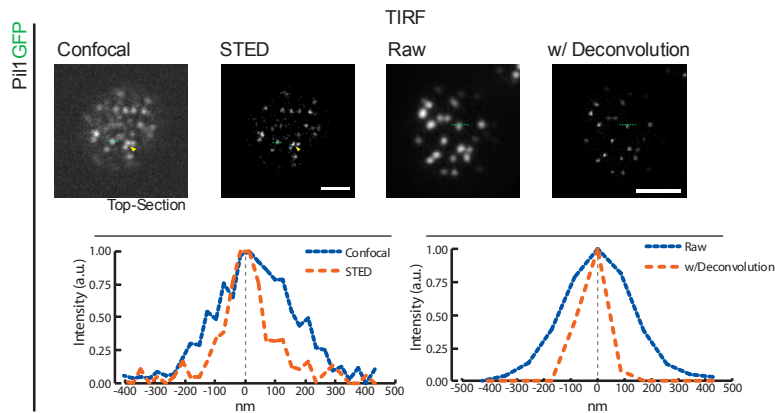 TIRF
Pil1GFP
Confocal
STED
Raw
w/ Deconvolution
Top-Section
Intensity (a.u.)
1.00
0.75
0.50
0.25
0.00
Confocal
STED
-400 -300 -200 -100 0 100 200 300 400 500
nm
Intensity (a.u.)
1.00
0.75
0.50
0.25
0.00
Raw
w/Deconvolution
-500 -400 -300 -200 -100 0 100 200 300 400 500
nm